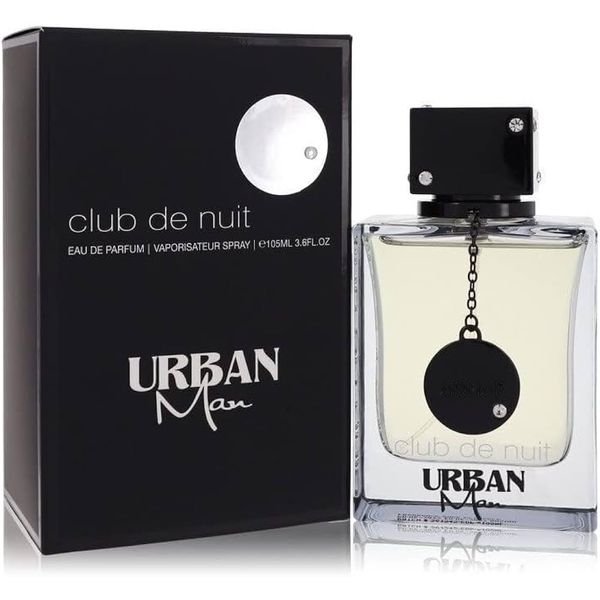 club de nuit
EAU DE PARFUM | VAPORISATEUR SPRAY | ℮105ML 3.6FL.OZ
URBAN
Man
club de nuit
URBAN
Man